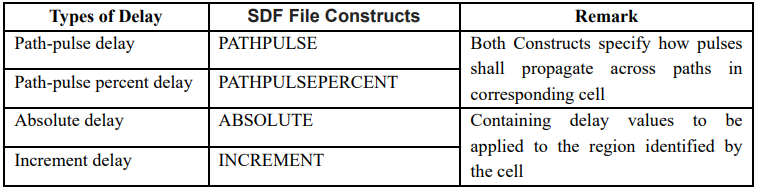 Types of Delay SDF File Constructs Remark
Path-pulse delay PATHPULSE
Path-pulse percent delay PATHPULSEPERCENT
Both Constructs specify how pulses
shall propagate across paths in
corresponding cell
Absolute delay ABSOLUTE
Increment delay INCREMENT
Containing delay values to be
applied to the region identified by
the cell